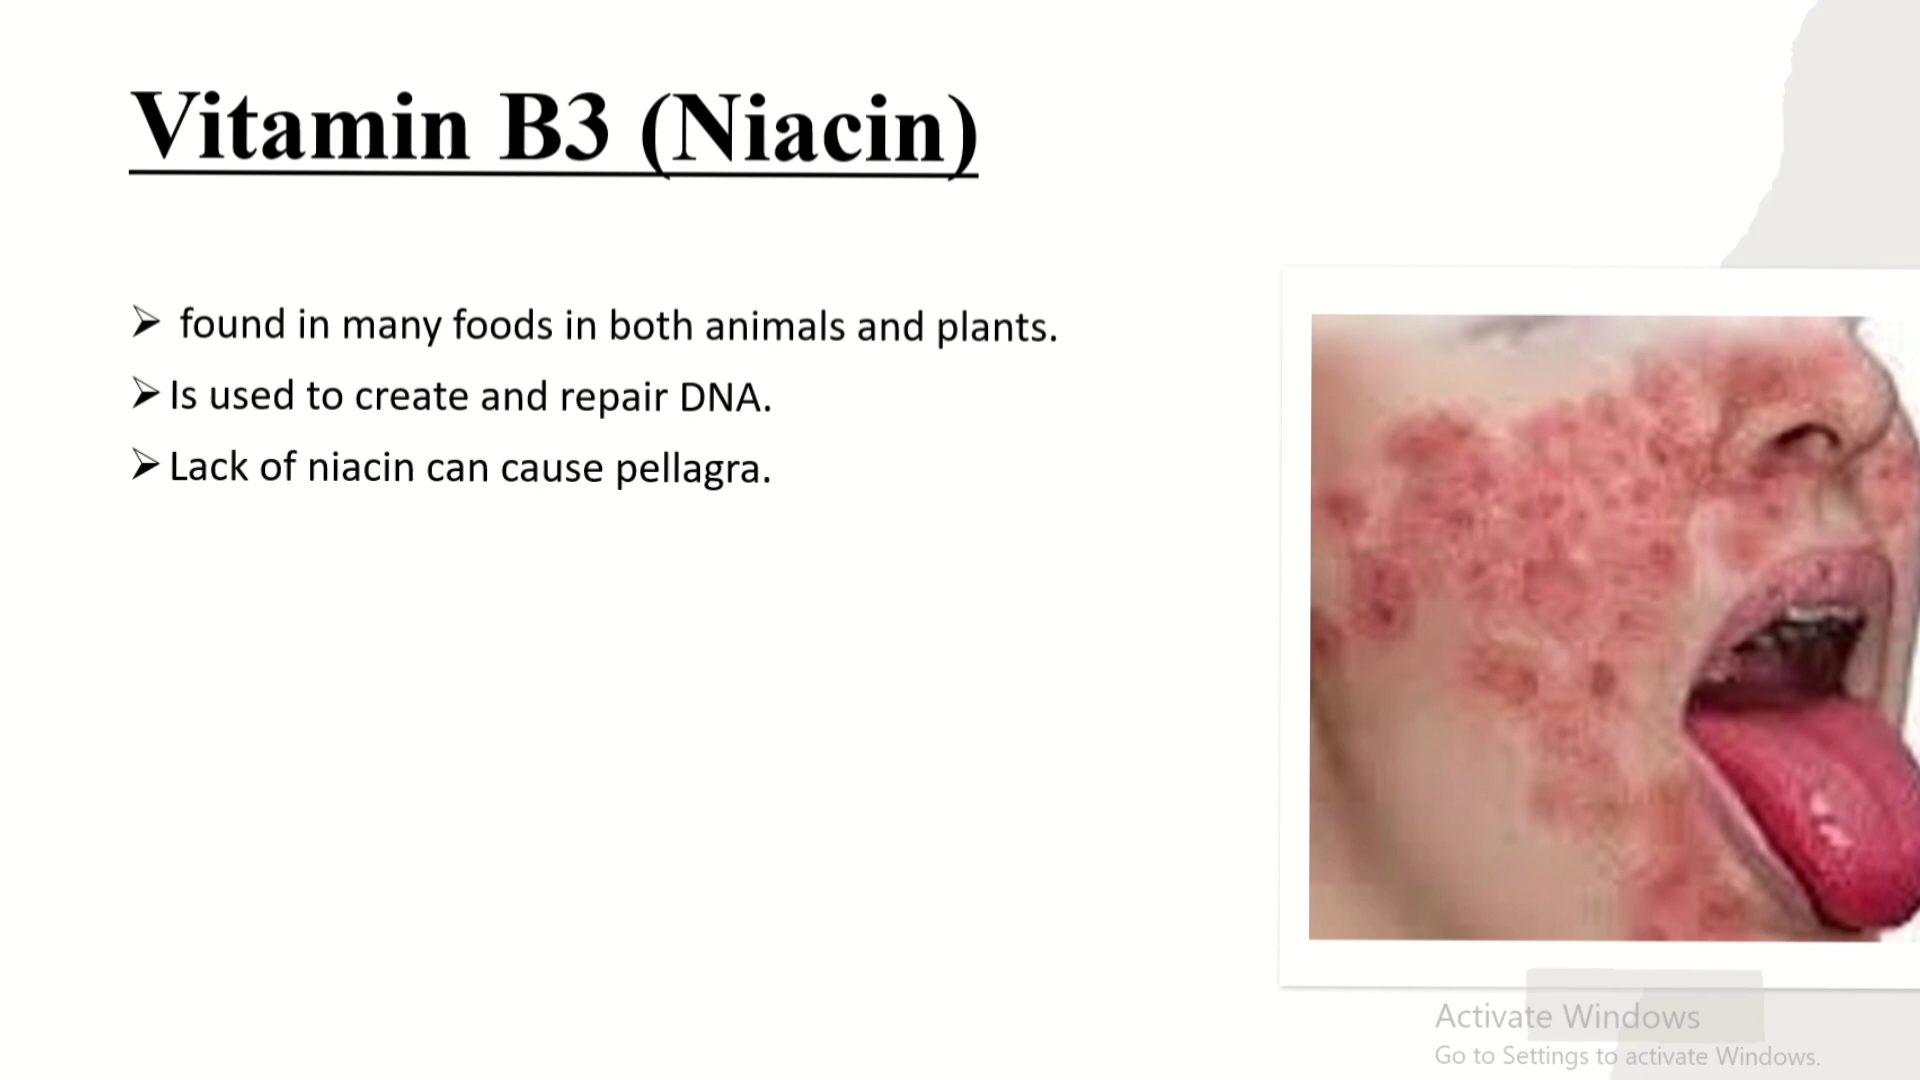 Vitamin B3 (Niacin)
➢ found in many foods in both animals and plants.
➢ Is used to create and repair DNA.
➢ Lack of niacin can cause pellagra.
Activate Windows
Go to Settings to activate Windows.